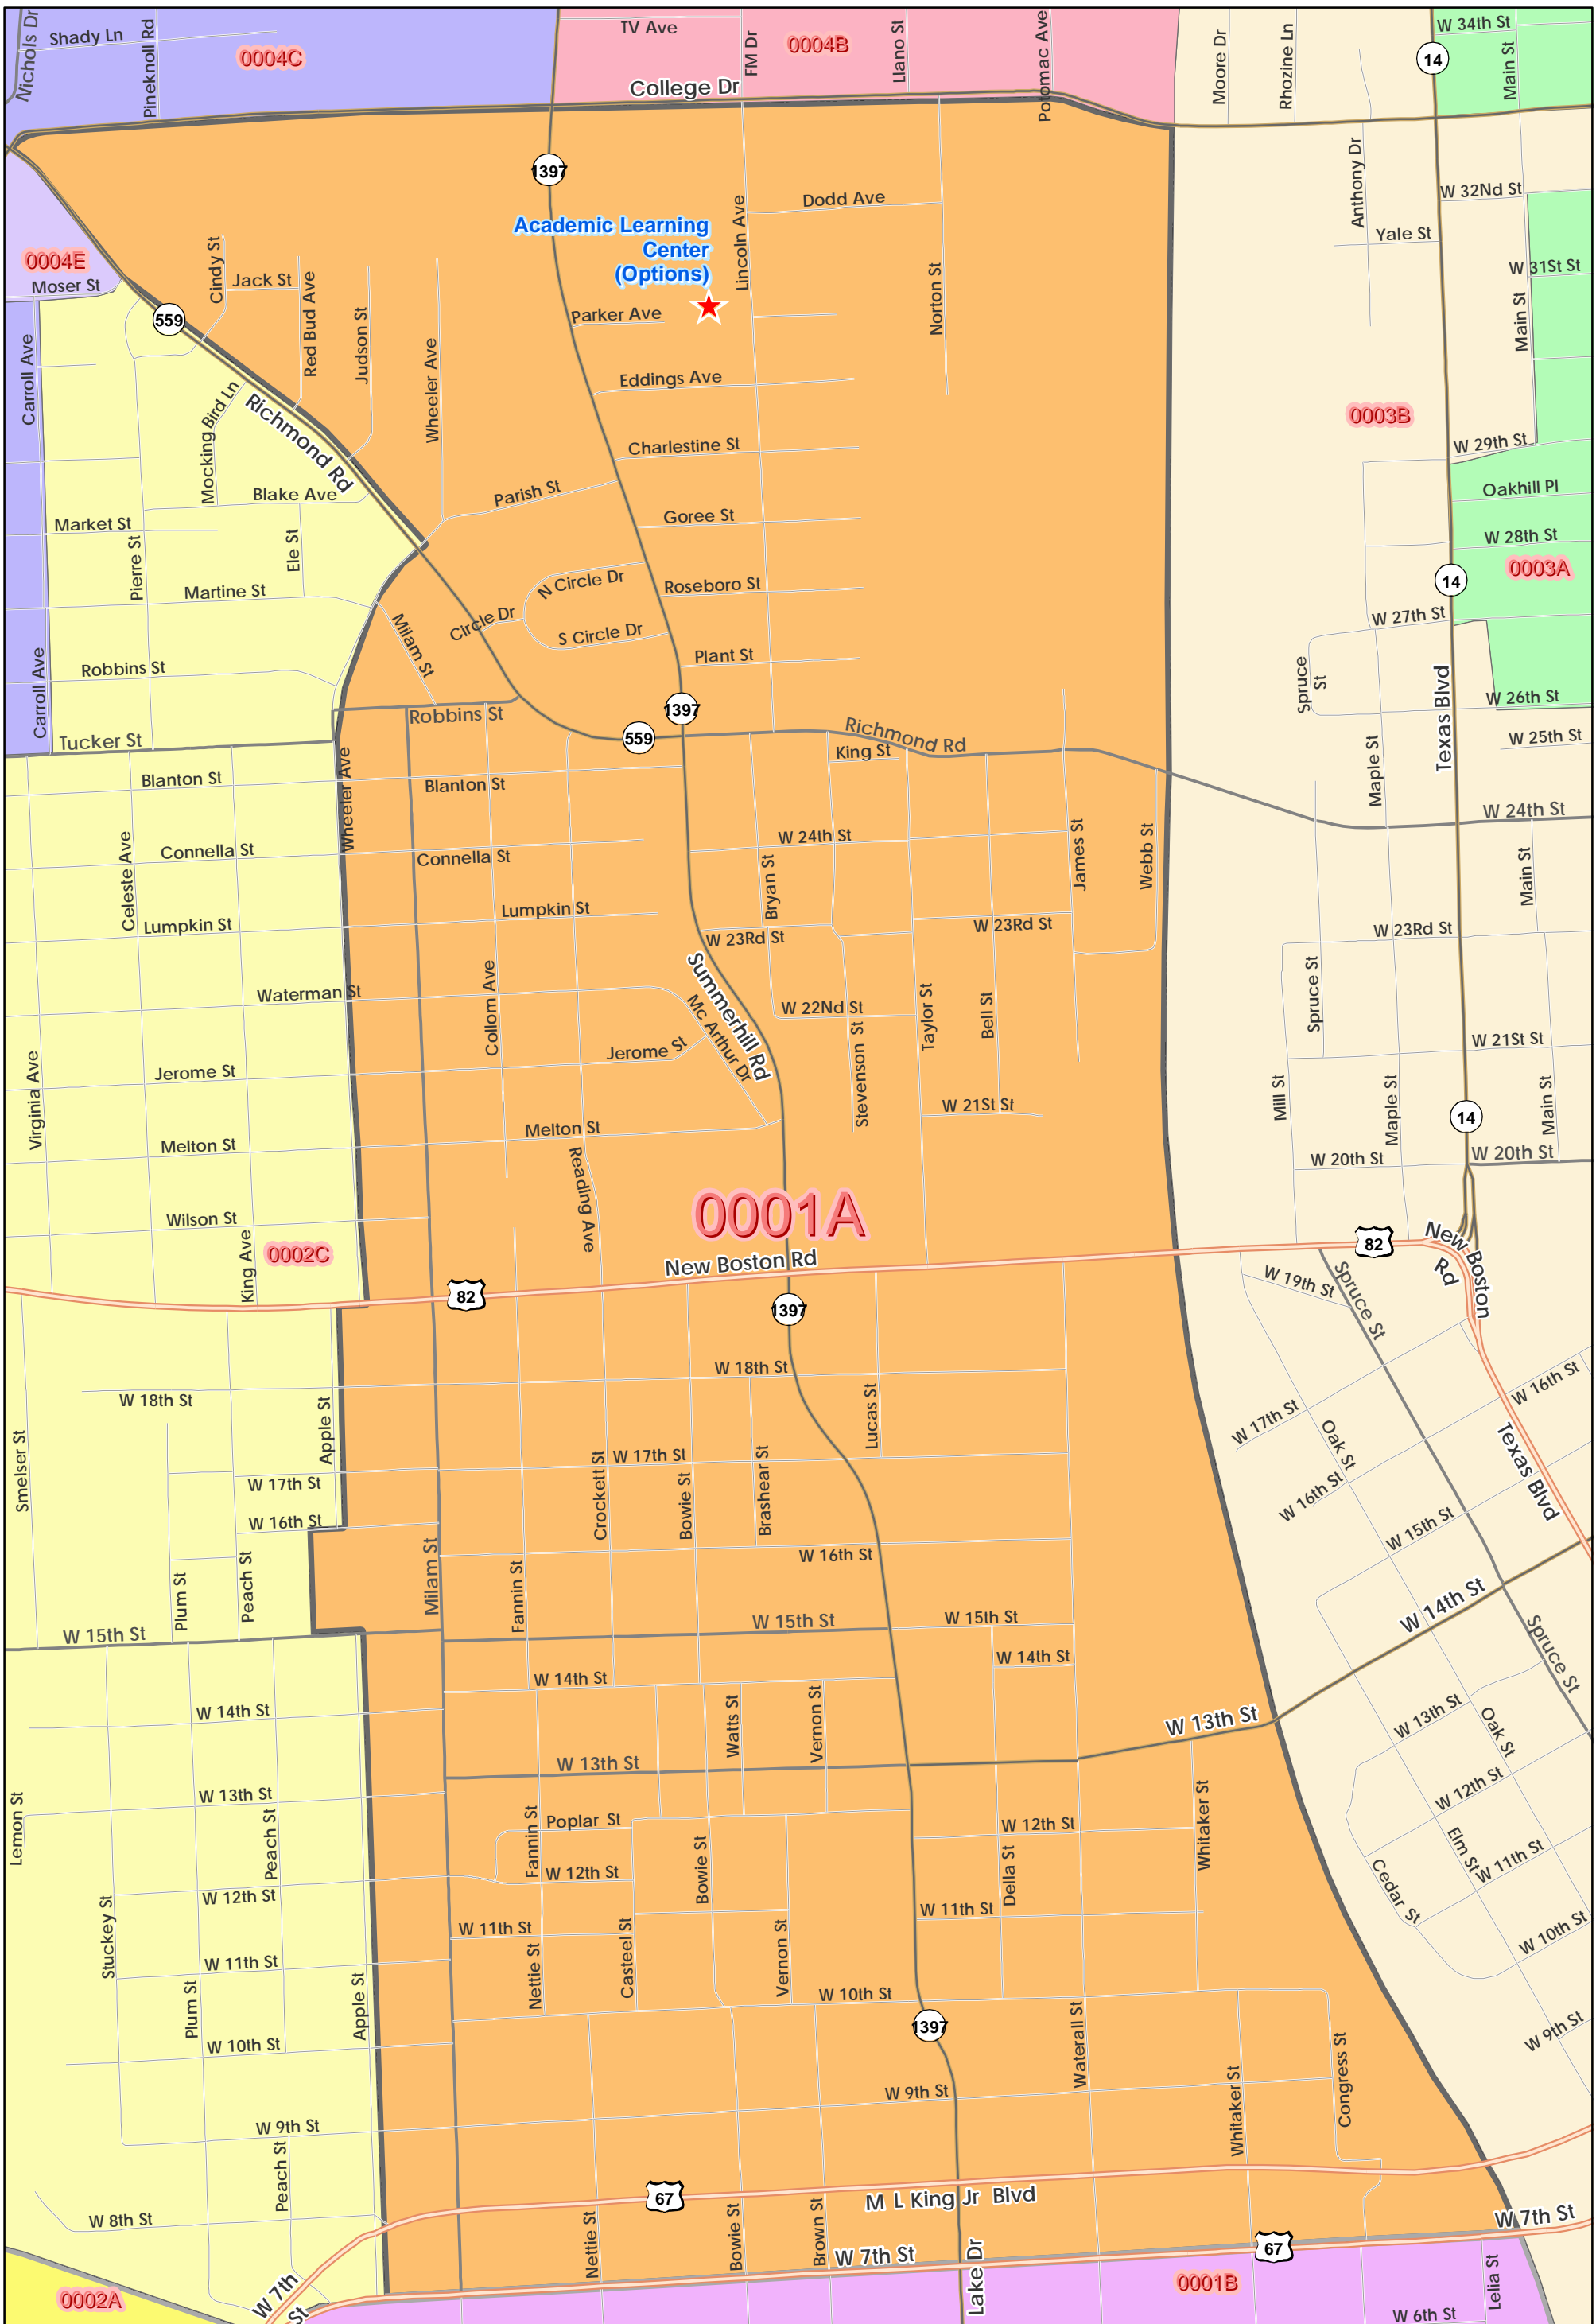 Nichols Dr
Shady Ln
Pineknoll Rd
0004C
TV Ave
FM Dr
0004B
Llano St
Potomac Ave
Moore Dr
Rhozine Ln
14
W 34th St
Main St
College Dr
1397
Anthony Dr
W 32Nd St
Academic Learning
Center
(Options)
Lincoln Ave
Dodd Ave
Norton St
Yale St
W 31St St
Main St
0004E
Moser St
Cindy St
Jack St
Red Bud Ave
559
Judson St
Wheeler Ave
Parker Ave
Carroll Ave
Mocking Bird Ln
Richmond Rd
Eddings Ave
0003B
Charlestine St
W 29th St
Blake Ave
Parish St
Oakhill Pl
Market St
Goree St
W 28th St
Pierre St
Ele St
0003A
14
Martine St
N Circle Dr
Roseboro St
Circle Dr
S Circle Dr
Milam St
W 27th St
Plant St
Robbins St
Carroll Ave
Spruce
St
Texas Blvd
W 26th St
1397
Robbins St
559
Richmond Rd
King St
Tucker St
W 25th St
Maple St
Blanton St
Wheeler Ave
Blanton St
W 24th St
W 24th St
Celeste Ave
Connella St
Connella St
Bryan St
James St
Webb St
Main St
Lumpkin St
Lumpkin St
W 23Rd St
W 23Rd St
W 23Rd St
Summerhill Rd
Waterman St
Collom Ave
Mc Arthur Dr
W 22Nd St
Taylor St
Bell St
Spruce St
Virginia Ave
Jerome St
Jerome St
Stevenson St
W 21St St
Mill St
Maple St
Main St
14
W 21St St
Melton St
Melton St
Reading Ave
W 20th St
W 20th St
Wilson St
0001A
King Ave
0002C
New Boston Rd
82
82
New Boston
Rd
1397
W 19th St
Spruce St
W 18th St
W 18th St
W 16th St
Smelser St
Apple St
Lucas St
W 17th St
Oak St
Texas Blvd
W 17th St
W 17th St
Crockett St
Bowie St
Brashear St
W 16th St
W 16th St
W 15th St
Milam St
W 16th St
Plum St
Peach St
Fannin St
W 14th St
W 15th St
W 15th St
W 15th St
Spruce St
W 14th St
W 14th St
W 14th St
Watts St
Vernon St
W 13th St
W 13th St
Oak St
W 13th St
W 13th St
W 12th St
Lemon St
Peach St
Fannin St
Poplar St
Whitaker St
W 12th St
Elm St
W 11th St
Bowie St
W 12th St
W 12th St
Della St
Cedar St
Stuckey St
W 11th St
W 11th St
W 10th St
W 11th St
Nettie St
Casteel St
Vernon St
W 10th St
Plum St
Apple St
1397
Waterall St
W 9th St
W 10th St
Congress St
W 9th St
Whitaker St
W 9th St
Peach St
67
M L King Jr Blvd
W 8th St
Nettie St
Bowie St
Brown St
W 7th St
Lake Dr
67
W 7th St
0002A
W 7th
St
0001B
Lelia St
W 6th St